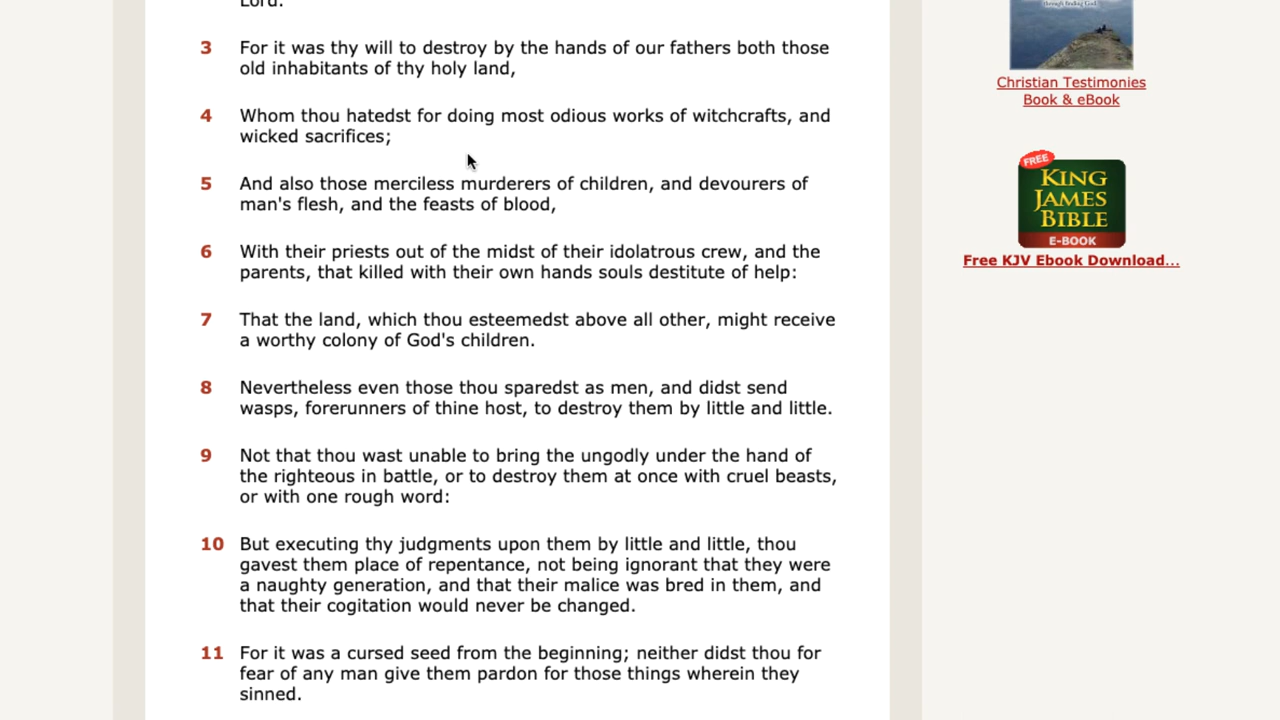 Lord.
3 For it was thy will to destroy by the hands of our fathers both those
old inhabitants of thy holy land,
4 Whom thou hatedst for doing most odious works of witchcrafts, and
wicked sacrifices;
5 And also those merciless murderers of children, and devourers of
man's flesh, and the feasts of blood,
6 With their priests out of the midst of their idolatrous crew, and the
parents, that killed with their own hands souls destitute of help:
7 That the land, which thou esteemedst above all other, might receive
a worthy colony of God's children.
8 Nevertheless even those thou sparedst as men, and didst send
wasps, forerunners of thine host, to destroy them by little and little.
9 Not that thou wast unable to bring the ungodly under the hand of
the righteous in battle, or to destroy them at once with cruel beasts,
or with one rough word:
10 But executing thy judgments upon them by little and little, thou
gavest them place of repentance, not being ignorant that they were
a naughty generation, and that their malice was bred in them, and
that their cogitation would never be changed.
11 For it was a cursed seed from the beginning; neither didst thou for
fear of any man give them pardon for those things wherein they
sinned.
through finding God
Christian Testimonies
Book & eBook
FREE
KING
JAMES
BIBLE
E-BOOK
Free KJV Ebook Download...